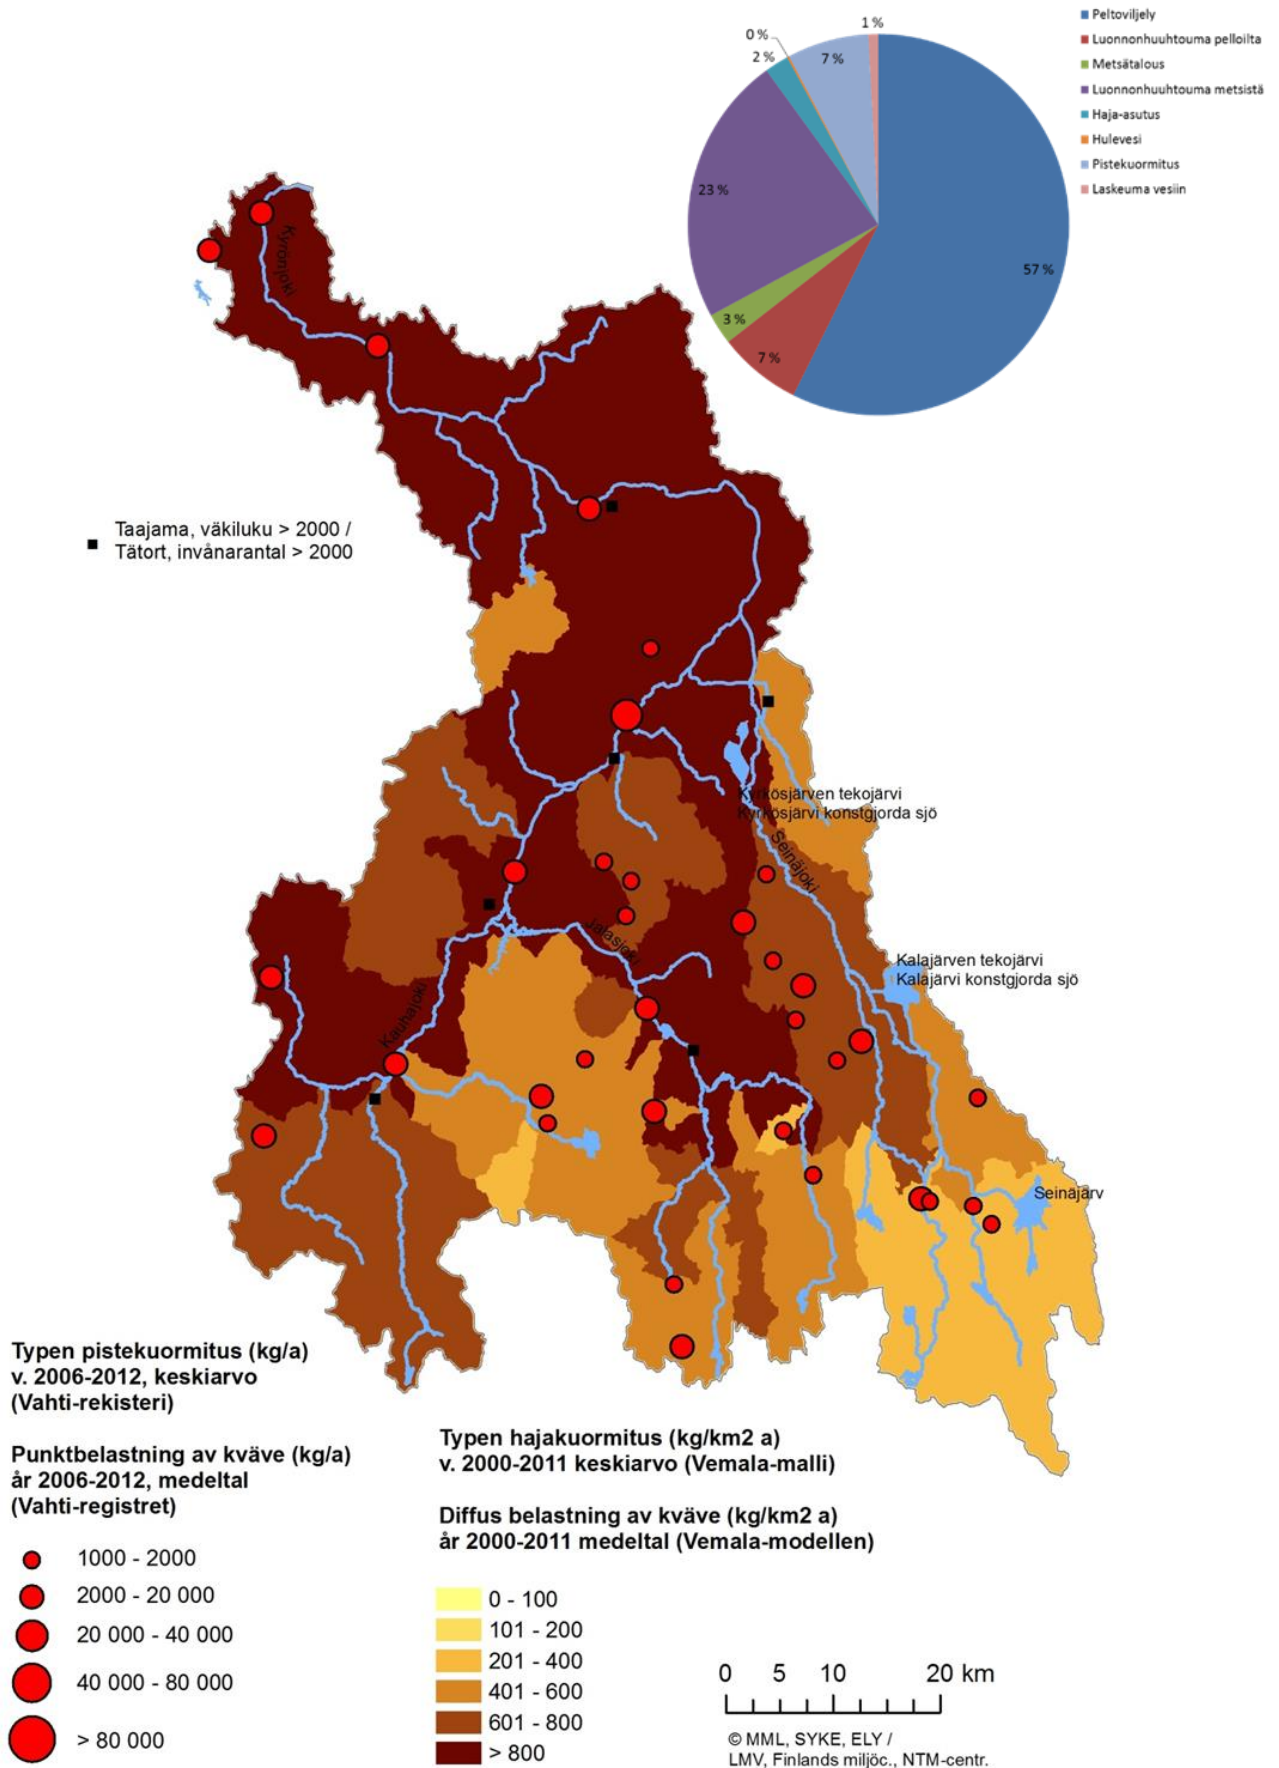 Peltoviljely
Luonnonhuuhtouma pelloilta
Metsätalous
Luonnonhuuhtouma metsistä
Haja-asutus
Hulevesi
Pistekuormitus
Laskeuma vesiin
1 %
0 %
2 %
7 %
23 %
57 %
3 %
7 %
Kyrönjoki
Taajama, väkiluku > 2000 /
Tätort, invånarantal > 2000
Kyrkösjärven tekojärvi
Kyrkösjärvi konstgjorda sjö
Seinäjoki
Jalasjoki
Kalajärven tekojärvi
Kalajärvi konstgjorda sjö
Kauhajoki
Seinäjärv
Typen pistekuormitus (kg/a)
v. 2006-2012, keskiarvo
(Vahti-rekisteri)
Punktbelastning av kväve (kg/a)
år 2006-2012, medeltal
(Vahti-registret)
1000 - 2000
2000 - 20 000
20 000 - 40 000
40 000 - 80 000
> 80 000
Typen hajakuormitus (kg/km2 a)
v. 2000-2011 keskiarvo (Vemala-malli)
Diffus belastning av kväve (kg/km2 a)
år 2000-2011 medeltal (Vemala-modellen)
0 - 100
101 - 200
201 - 400
401 - 600
601 - 800
> 800
0 5 10 20 km
© MML, SYKE, ELY /
LMV, Finlands miljöc., NTM-centr.